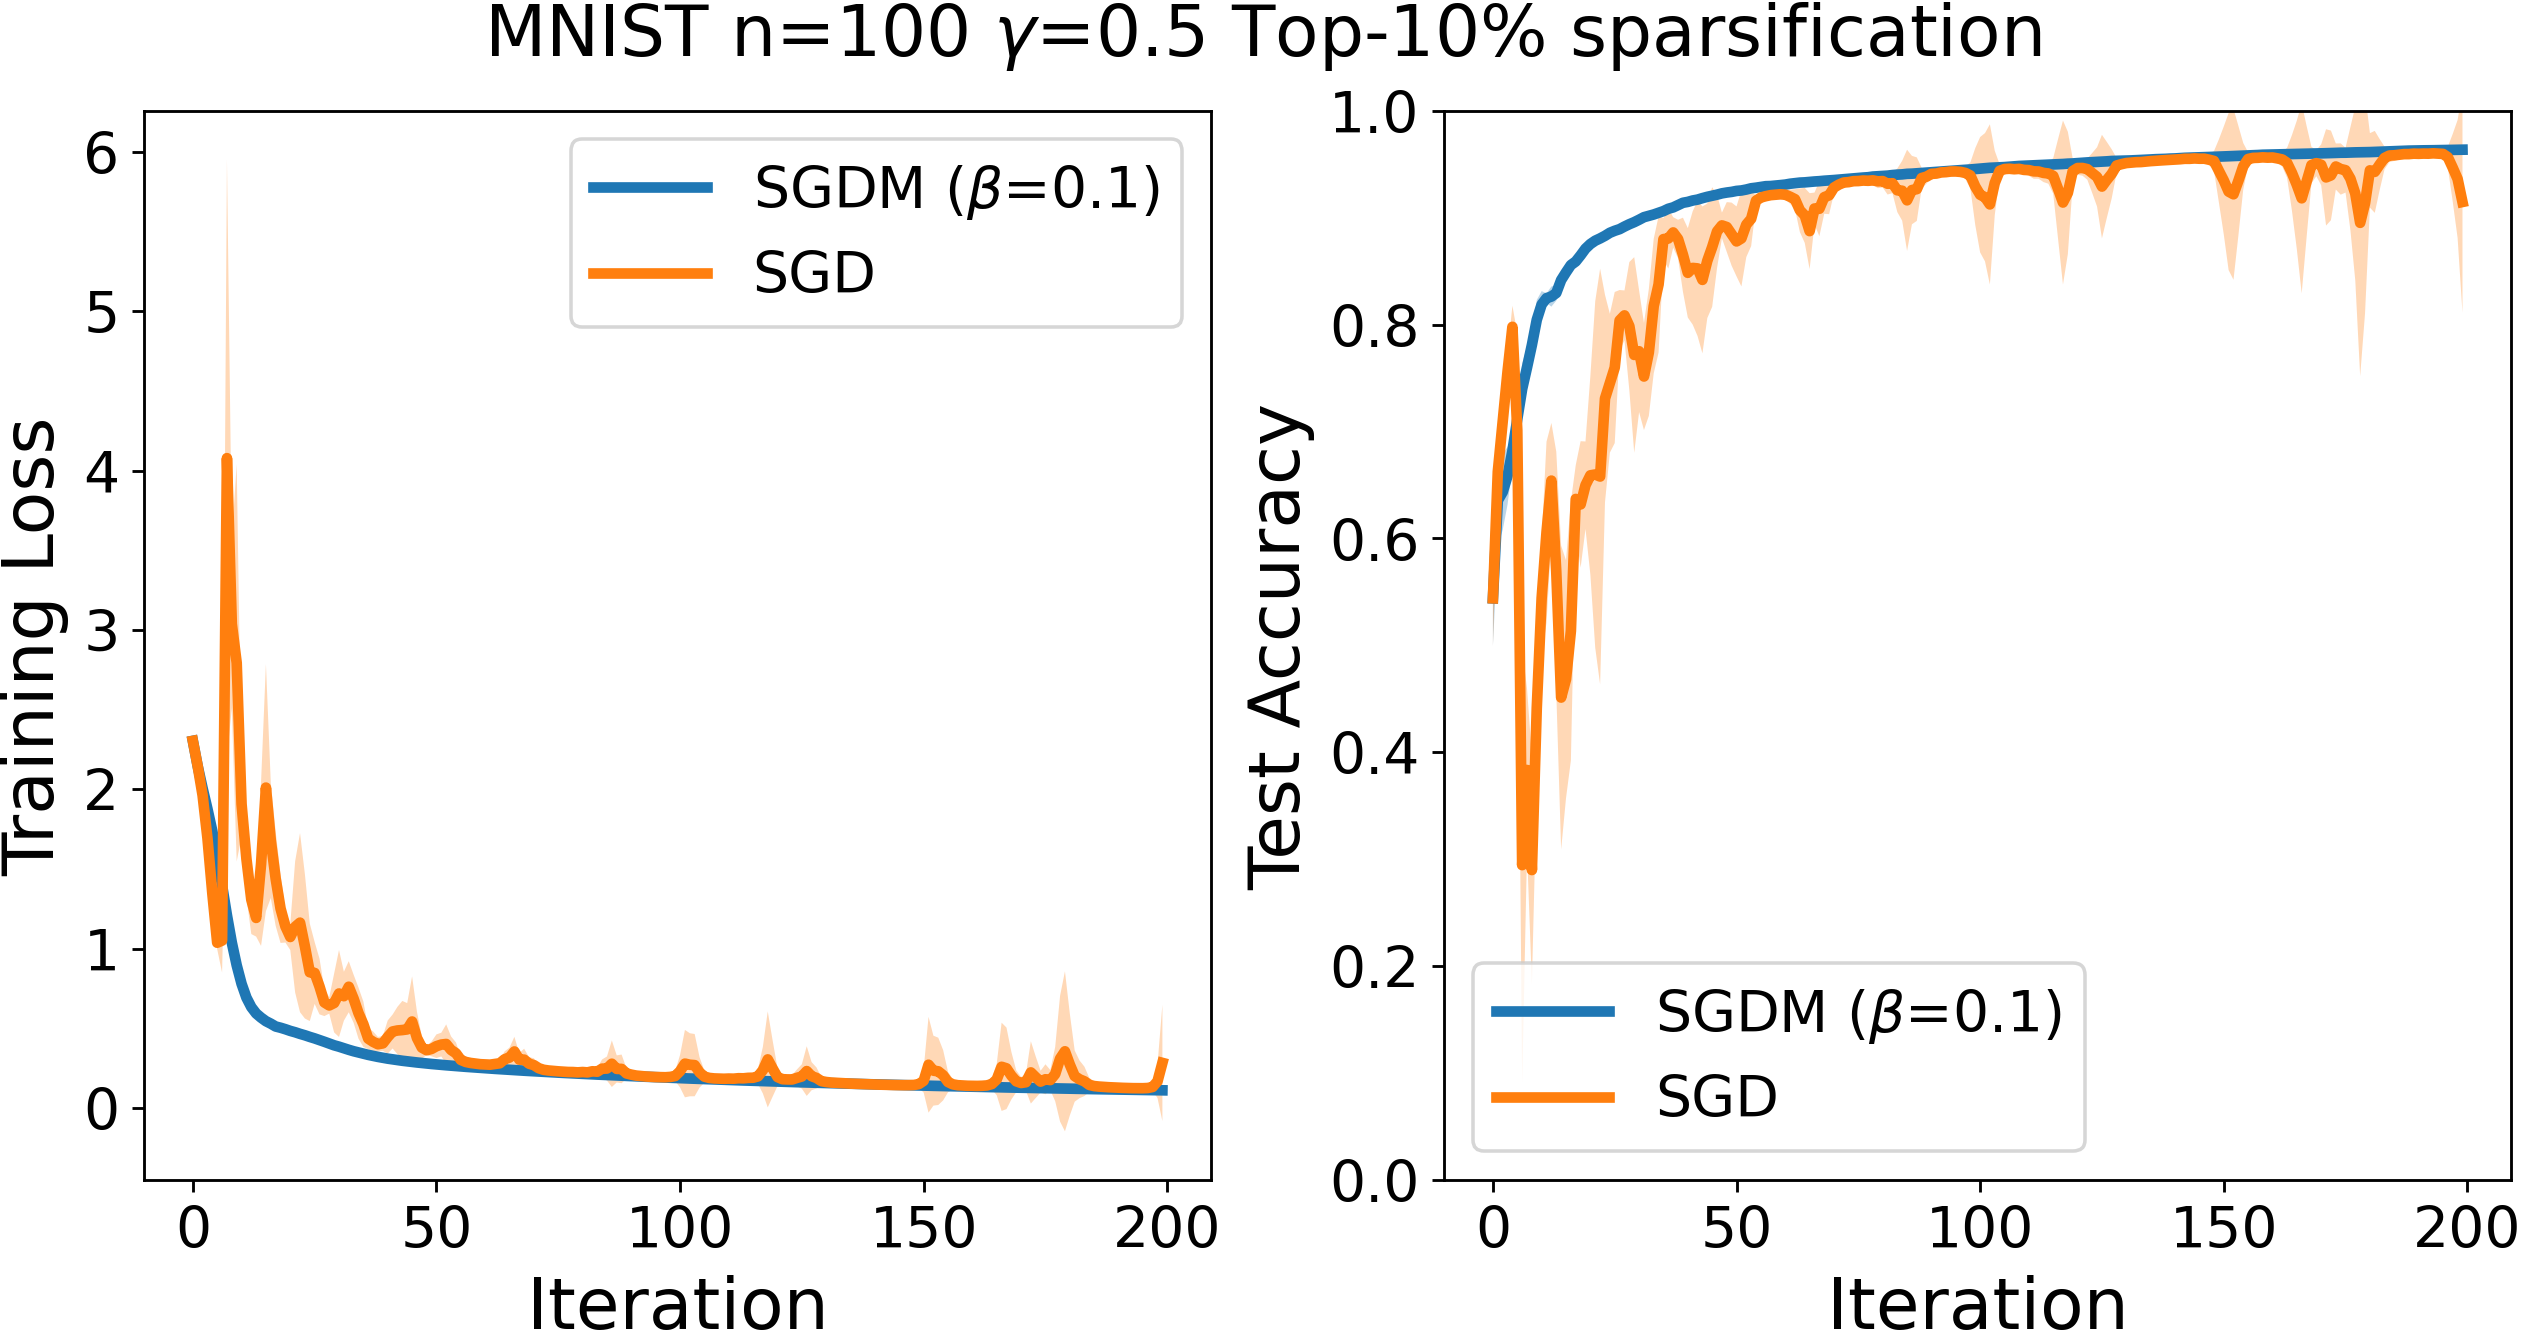 MNIST n=100 γ=0.5 Top-10% sparsification
Training Loss
6
5
4
3
2
1
0
0 50 100 150 200
Iteration
SGDM (β=0.1)
SGD
Test Accuracy
1.0
0.8
0.6
0.4
0.2
0.0
0 50 100 150 200
Iteration
SGDM (β=0.1)
SGD